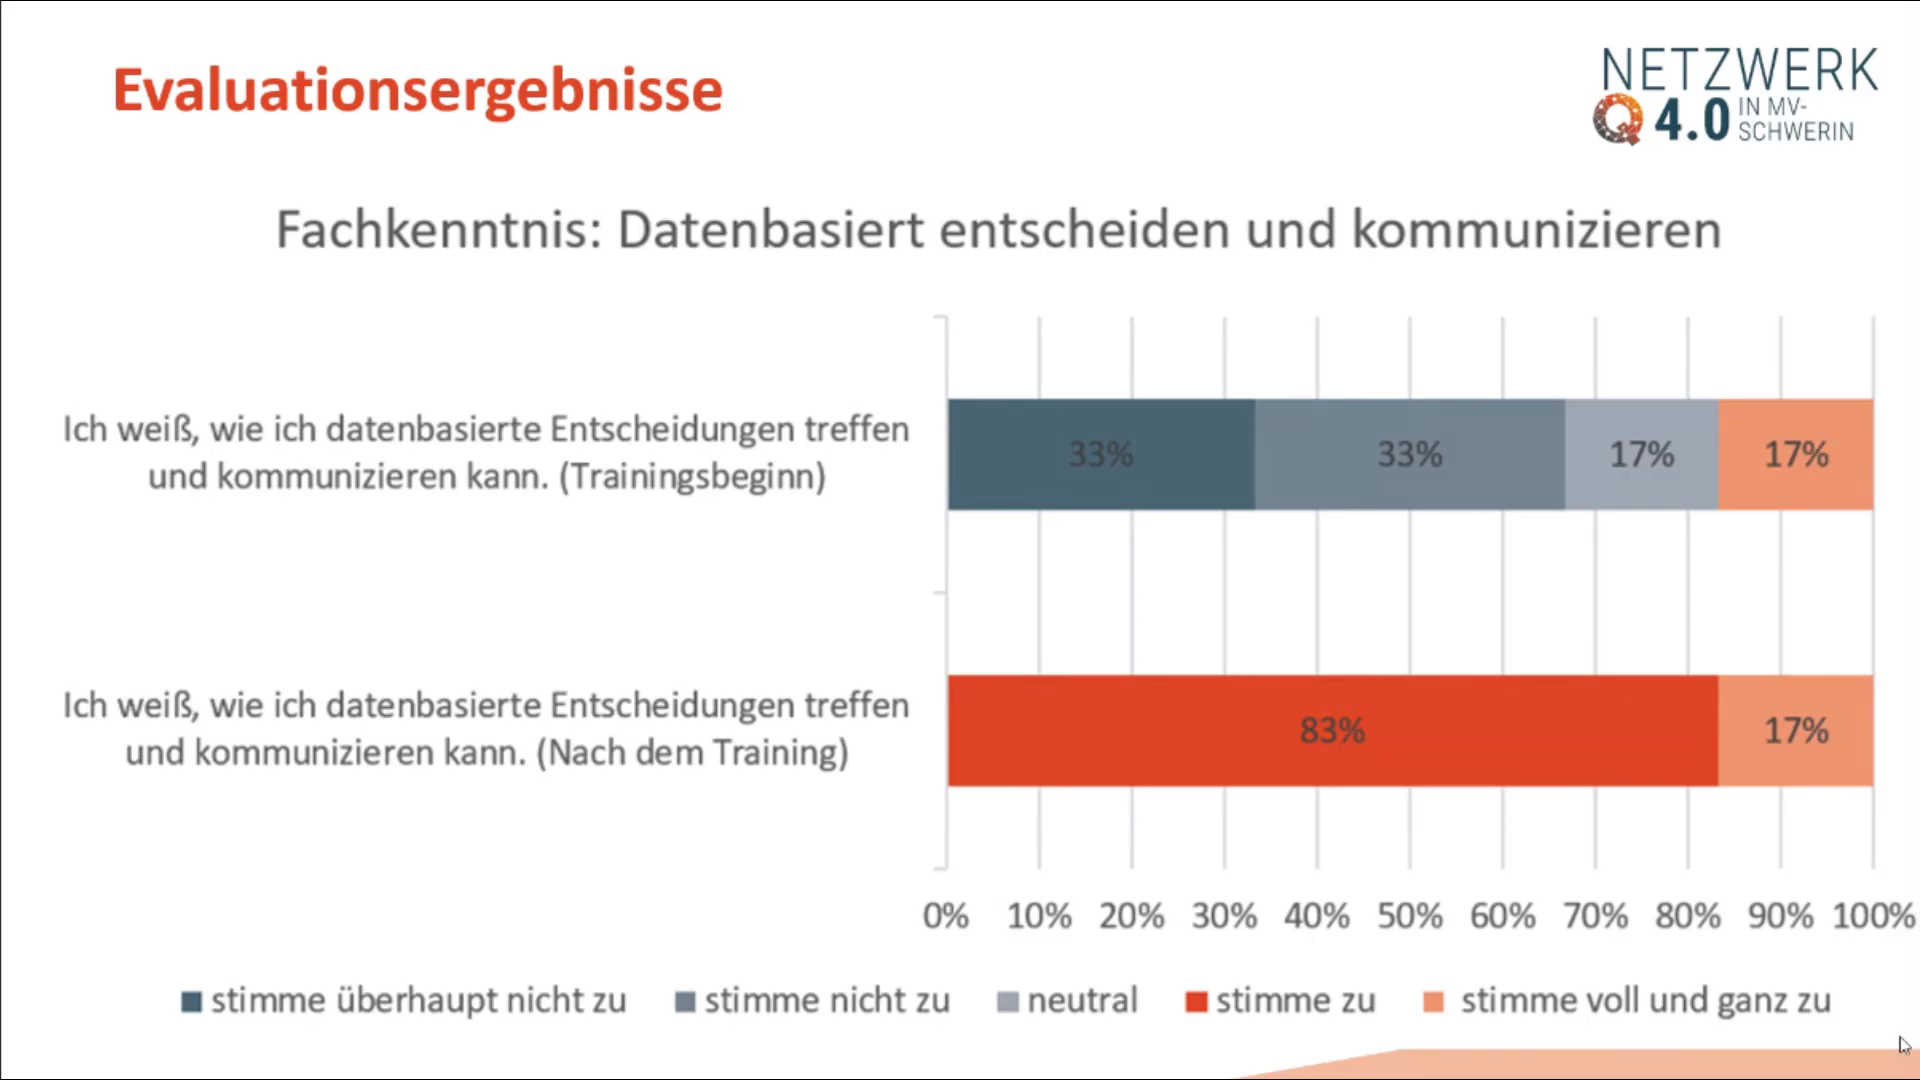 Evaluationsergebnisse
NETZWERK
Q 4.0 IN MV-
SCHWERIN
Fachkenntnis: Datenbasiert entscheiden und kommunizieren
Ich weiß, wie ich datenbasierte Entscheidungen treffen
und kommunizieren kann. (Trainingsbeginn)
33% 33% 17% 17%
Ich weiß, wie ich datenbasierte Entscheidungen treffen
und kommunizieren kann. (Nach dem Training)
83% 17%
0% 10% 20% 30% 40% 50% 60% 70% 80% 90% 100%
stimme überhaupt nicht zu stimme nicht zu neutral stimme zu stimme voll und ganz zu